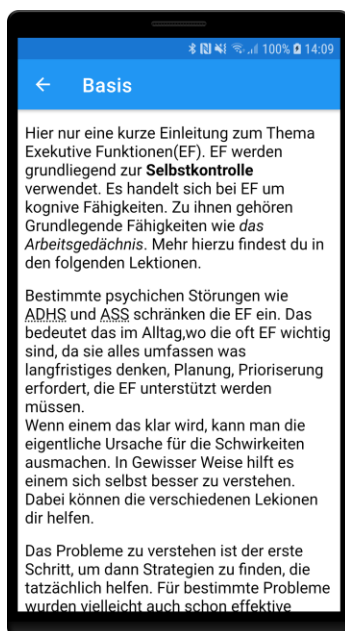 100% 14:09
Basis
Hier nur eine kurze Einleitung zum Thema
Exekutive Funktionen(EF). EF werden
grundliegend zur Selbstkontrolle
verwendet. Es handelt sich bei EF um
kognive Fähigkeiten. Zu ihnen gehören
Grundlegende Fähigkeiten wie das
Arbeitsgedächnis. Mehr hierzu findest du in
den folgenden Lektionen.
Bestimmte psychichen Störungen wie
ADHS und ASS schränken die EF ein. Das
bedeutet das im Alltag,wo die oft EF wichtig
sind, da sie alles umfassen was
langfristiges denken, Planung, Prioriserung
erfordert, die EF unterstützt werden
müssen.
Wenn einem das klar wird, kann man die
eigentliche Ursache für die Schwirkeiten
ausmachen. In Gewisser Weise hilft es
einem sich selbst besser zu verstehen.
Dabei können die verschiedenen Lekionen
dir helfen.
Das Probleme zu verstehen ist der erste
Schritt, um dann Strategien zu finden, die
tatzächlich helfen. Für bestimmte Probleme
wurden vielleicht auch schon effektive